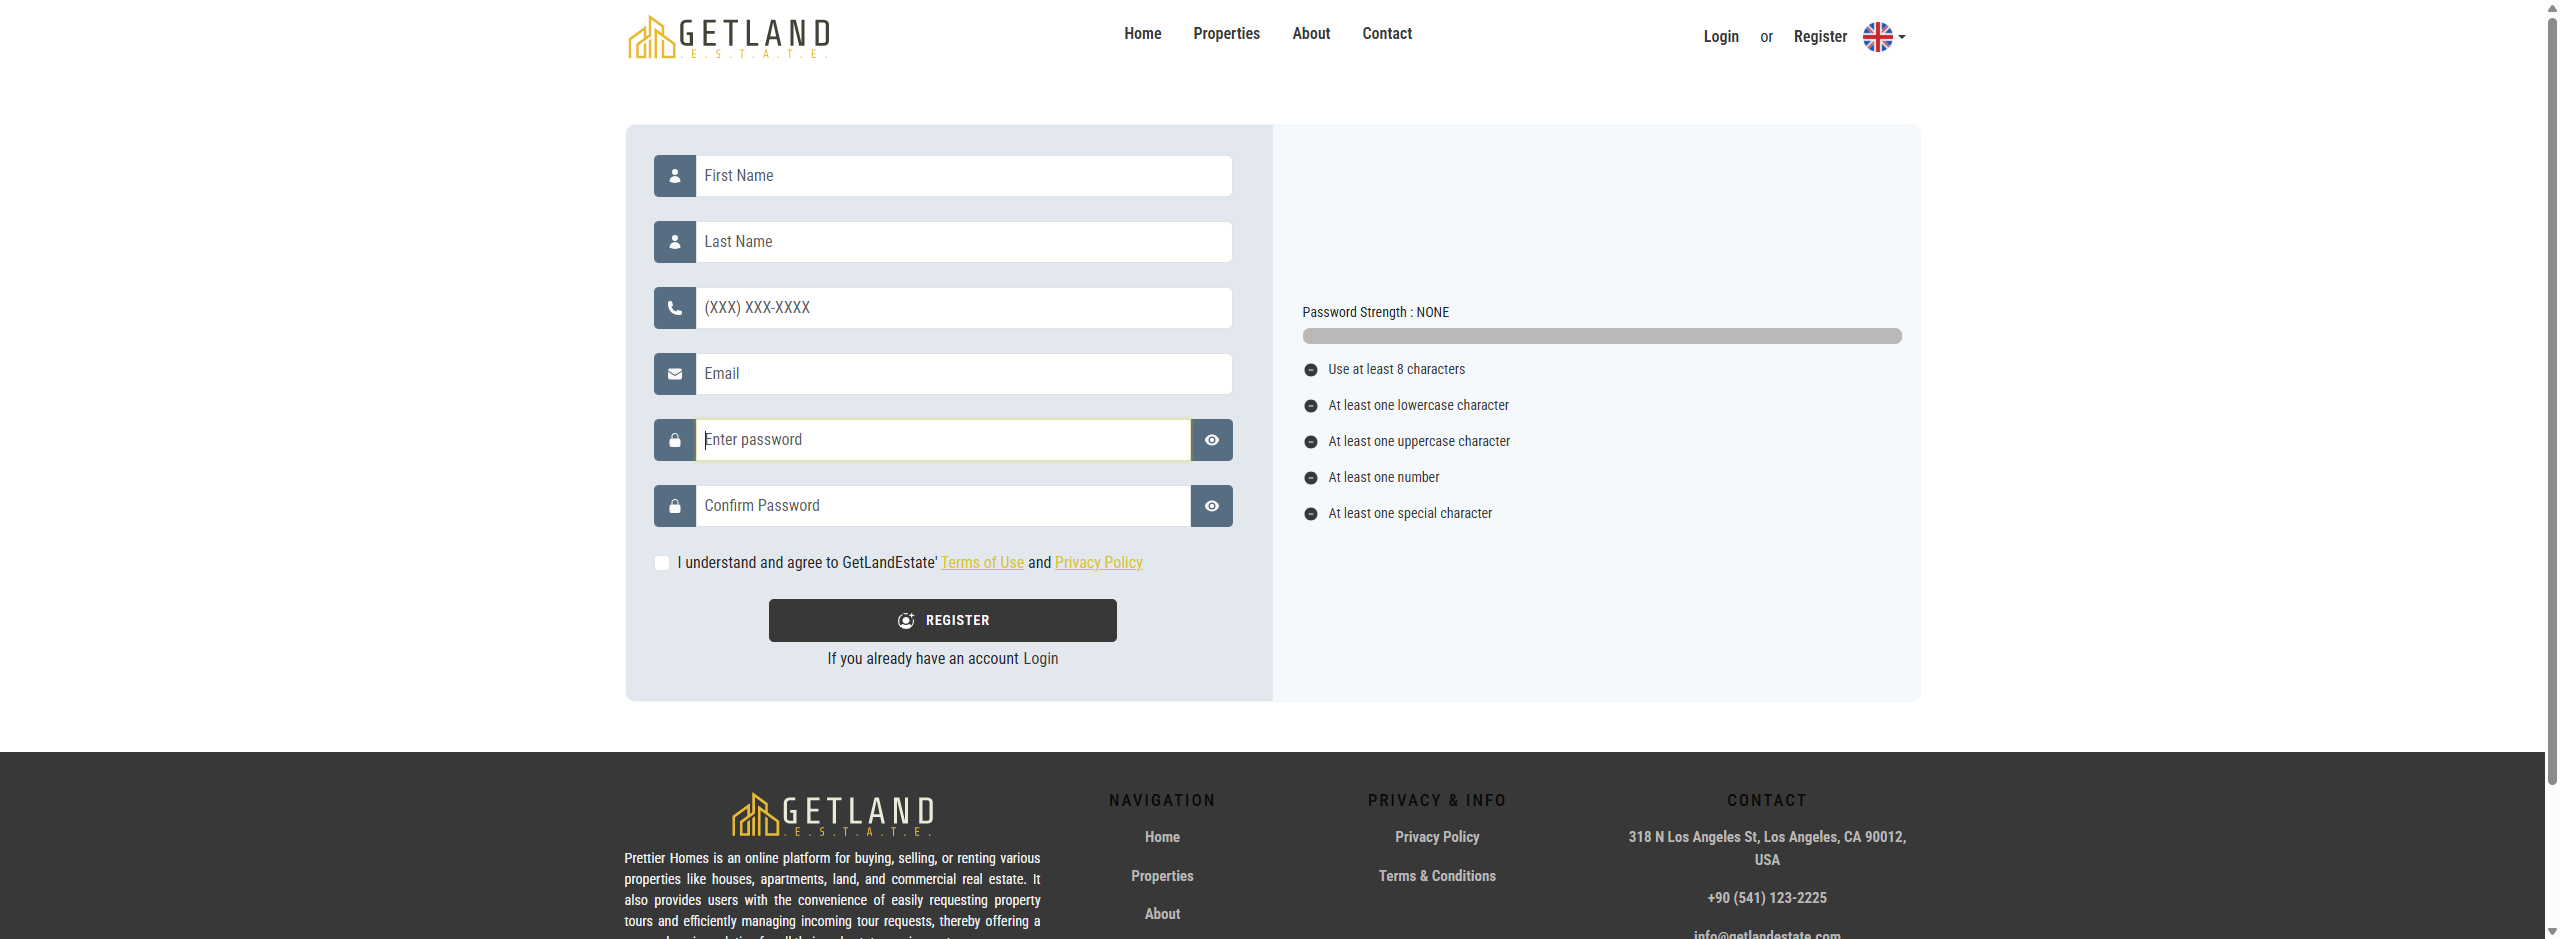 GETLAND
.E.S.T.A.T.E.
Home
Properties
About
Contact
Login or Register
First Name
Last Name
(XXX) XXX-XXXX
Email
Enter password
Confirm Password
I understand and agree to GetLandEstate' Terms of Use and Privacy Policy
REGISTER
If you already have an account Login
Password Strength : NONE
Use at least 8 characters
At least one lowercase character
At least one uppercase character
At least one number
At least one special character
GETLAND
.E.S.T.A.T.E.
Prettier Homes is an online platform for buying, selling, or renting various
properties like houses, apartments, land, and commercial real estate. It
also provides users with the convenience of easily requesting property
tours and efficiently managing incoming tour requests, thereby offering a
NAVIGATION
Home
Properties
About
PRIVACY & INFO
Privacy Policy
Terms & Conditions
CONTACT
318 N Los Angeles St, Los Angeles, CA 90012,
USA
+90 (541) 123-2225
info@getlandestate.com